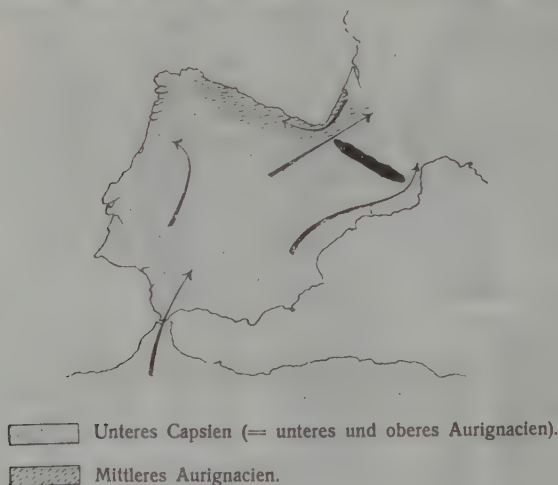 Unteres Capsien (= unteres und oberes Aurignacien).
Mittleres Aurignacien.